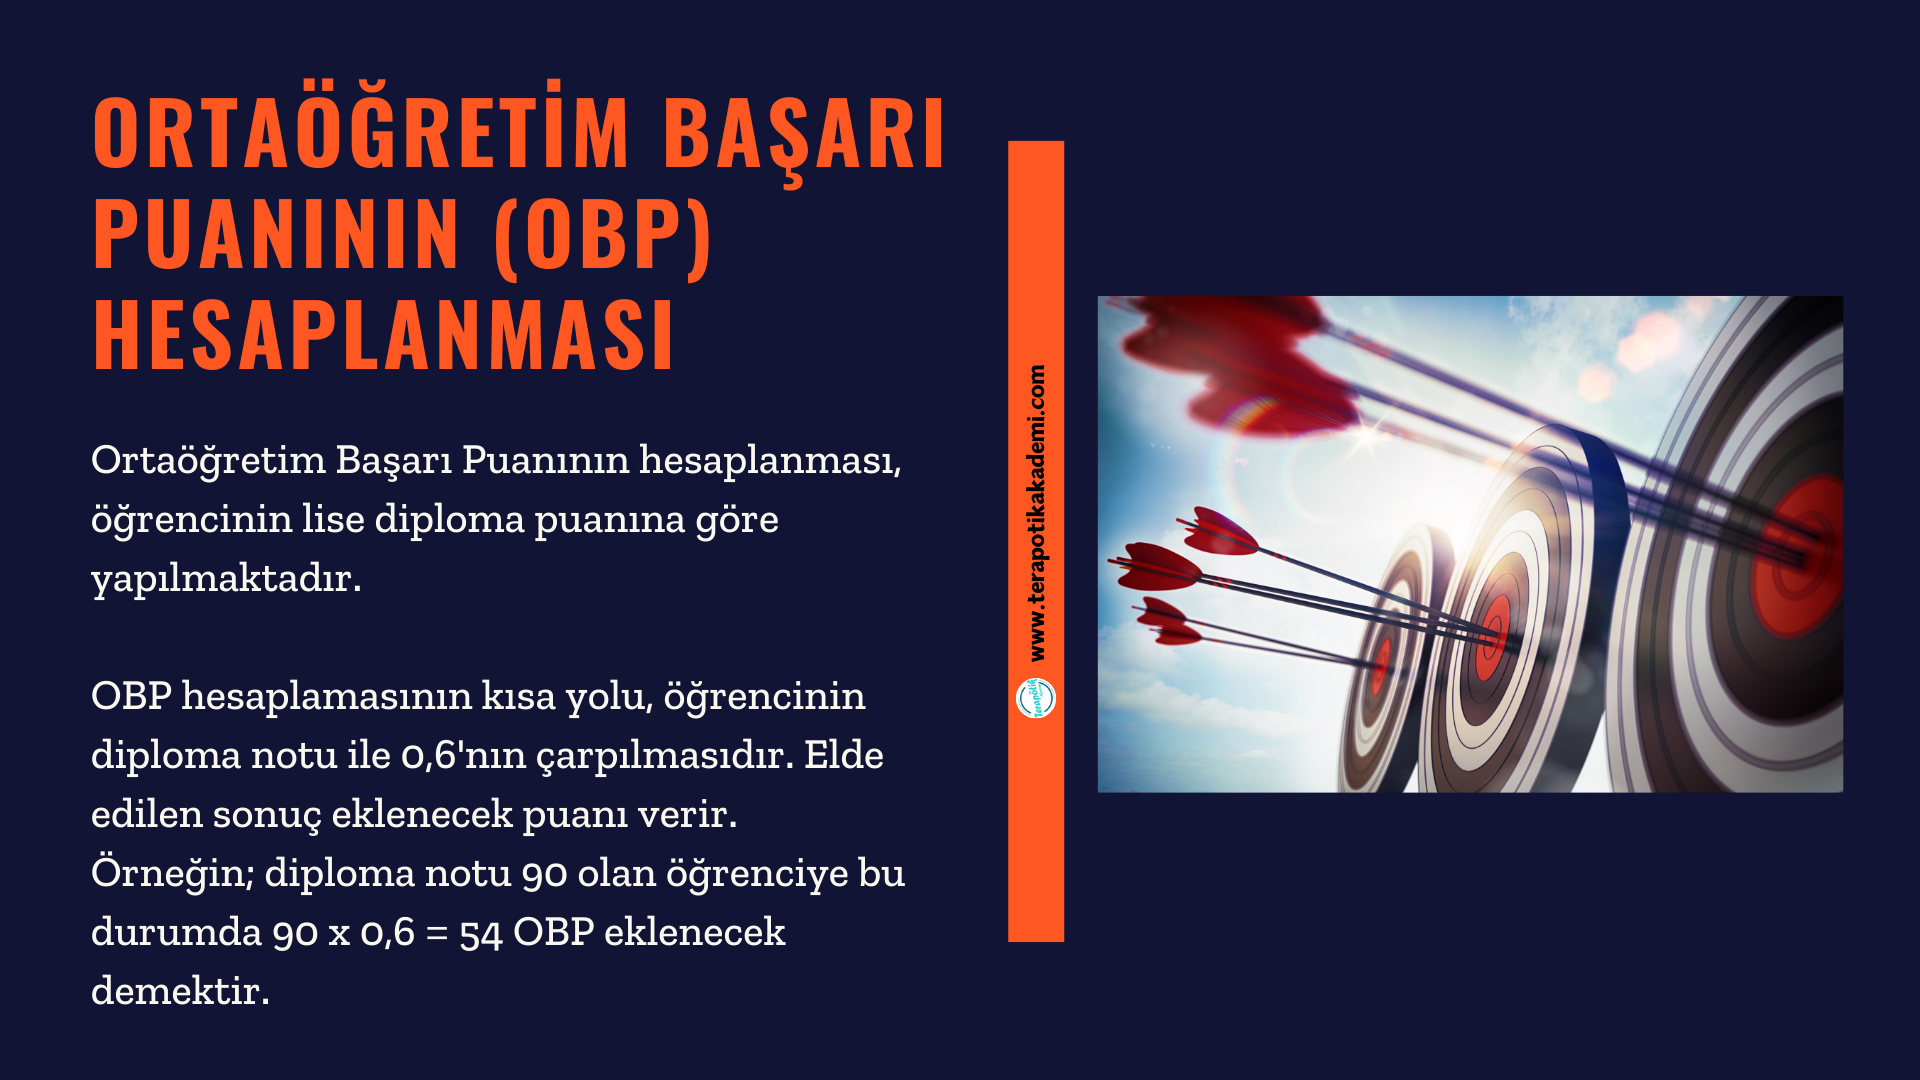 ORTAÖĞRETİM BAŞARI
PUANININ (OBP)
HESAPLANMASI
Ortaöğretim Başarı Puanının hesaplanması,
öğrencinin lise diploma puanına göre
yapılmaktadır.
OBP hesaplamasının kısa yolu, öğrencinin
diploma notu ile 0,6'nın çarpılmasıdır. Elde
edilen sonuç eklenecek puanı verir.
Örneğin; diploma notu 90 olan öğrenciye bu
durumda 90 x 0,6 = 54 OBP eklenecek
demektir.
www.terapotikakademi.com
Terapötik